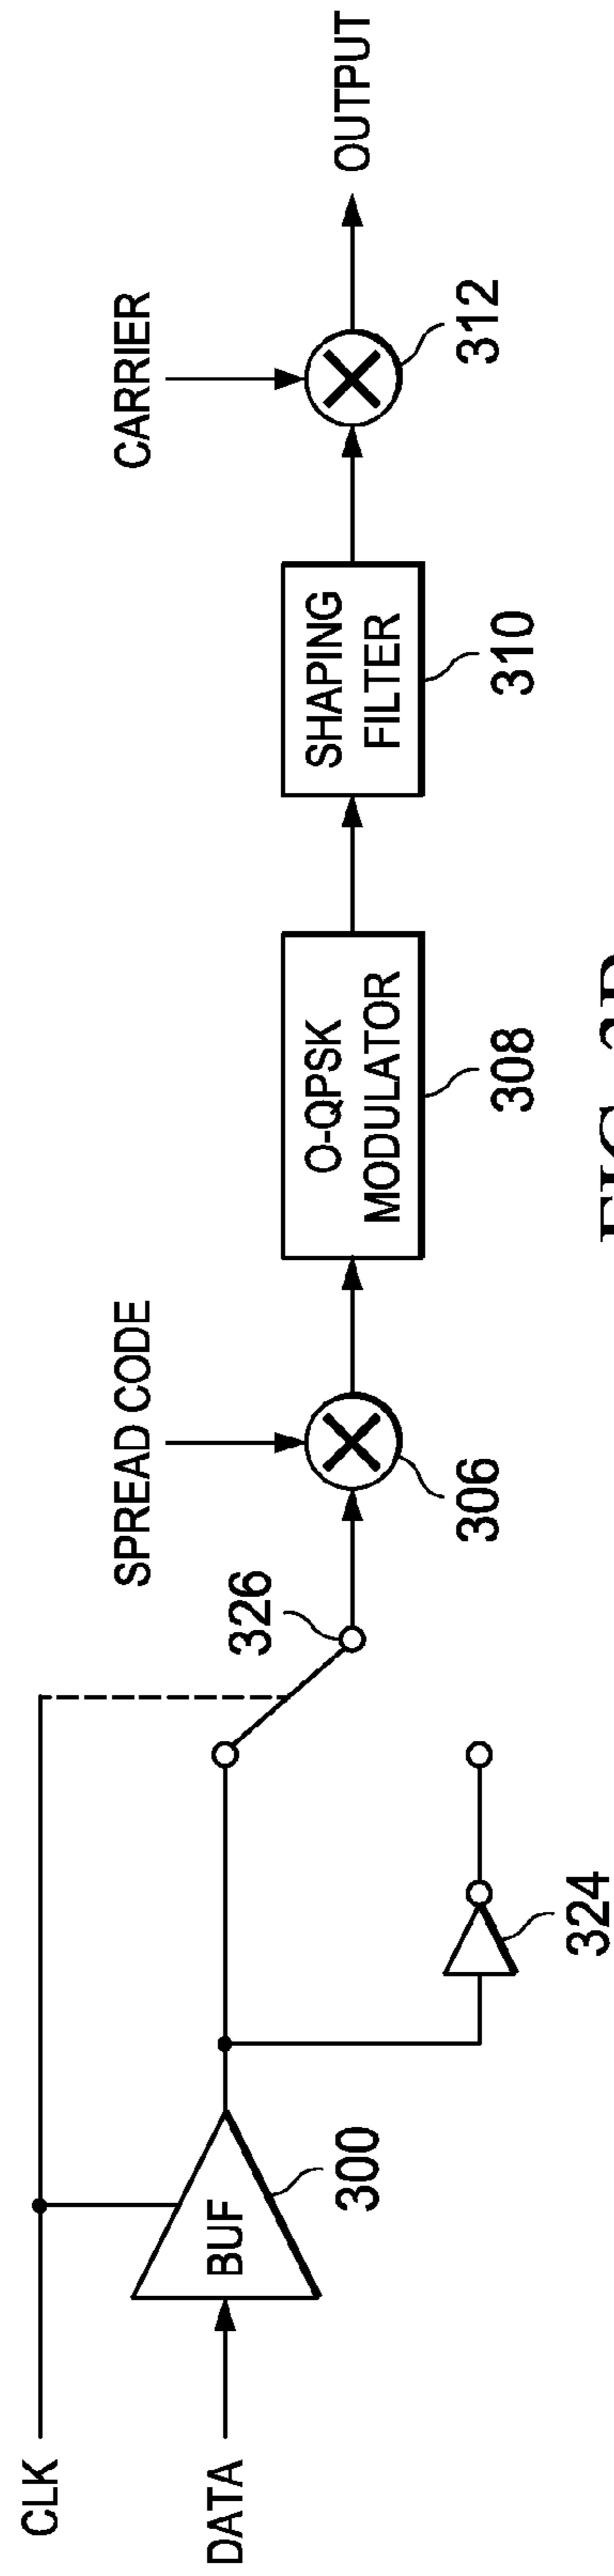 CLK
DATA
BUF
300
324
326
SPREAD CODE
306
O-QPSK
MODULATOR
308
SHAPING
FILTER
310
CARRIER
312
OUTPUT